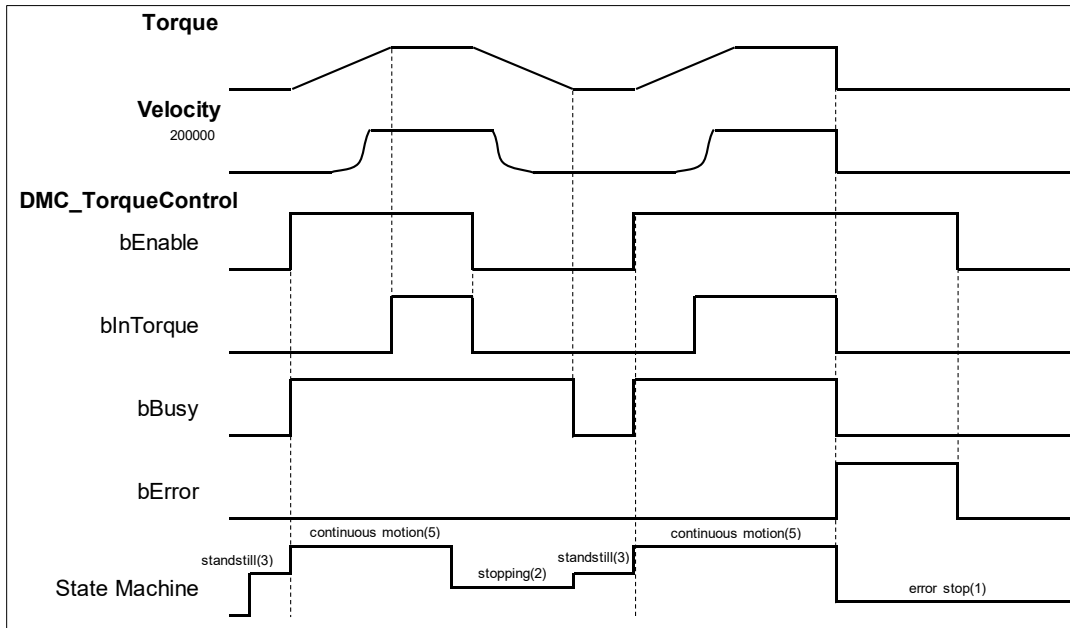 Torque
Velocity
200000
DMC_TorqueControl
bEnable
bInTorque
bBusy
bError
continuous motion(5)
continuous motion(5)
standstill(3)
standstill(3)
stopping(2)
State Machine
error stop(1)